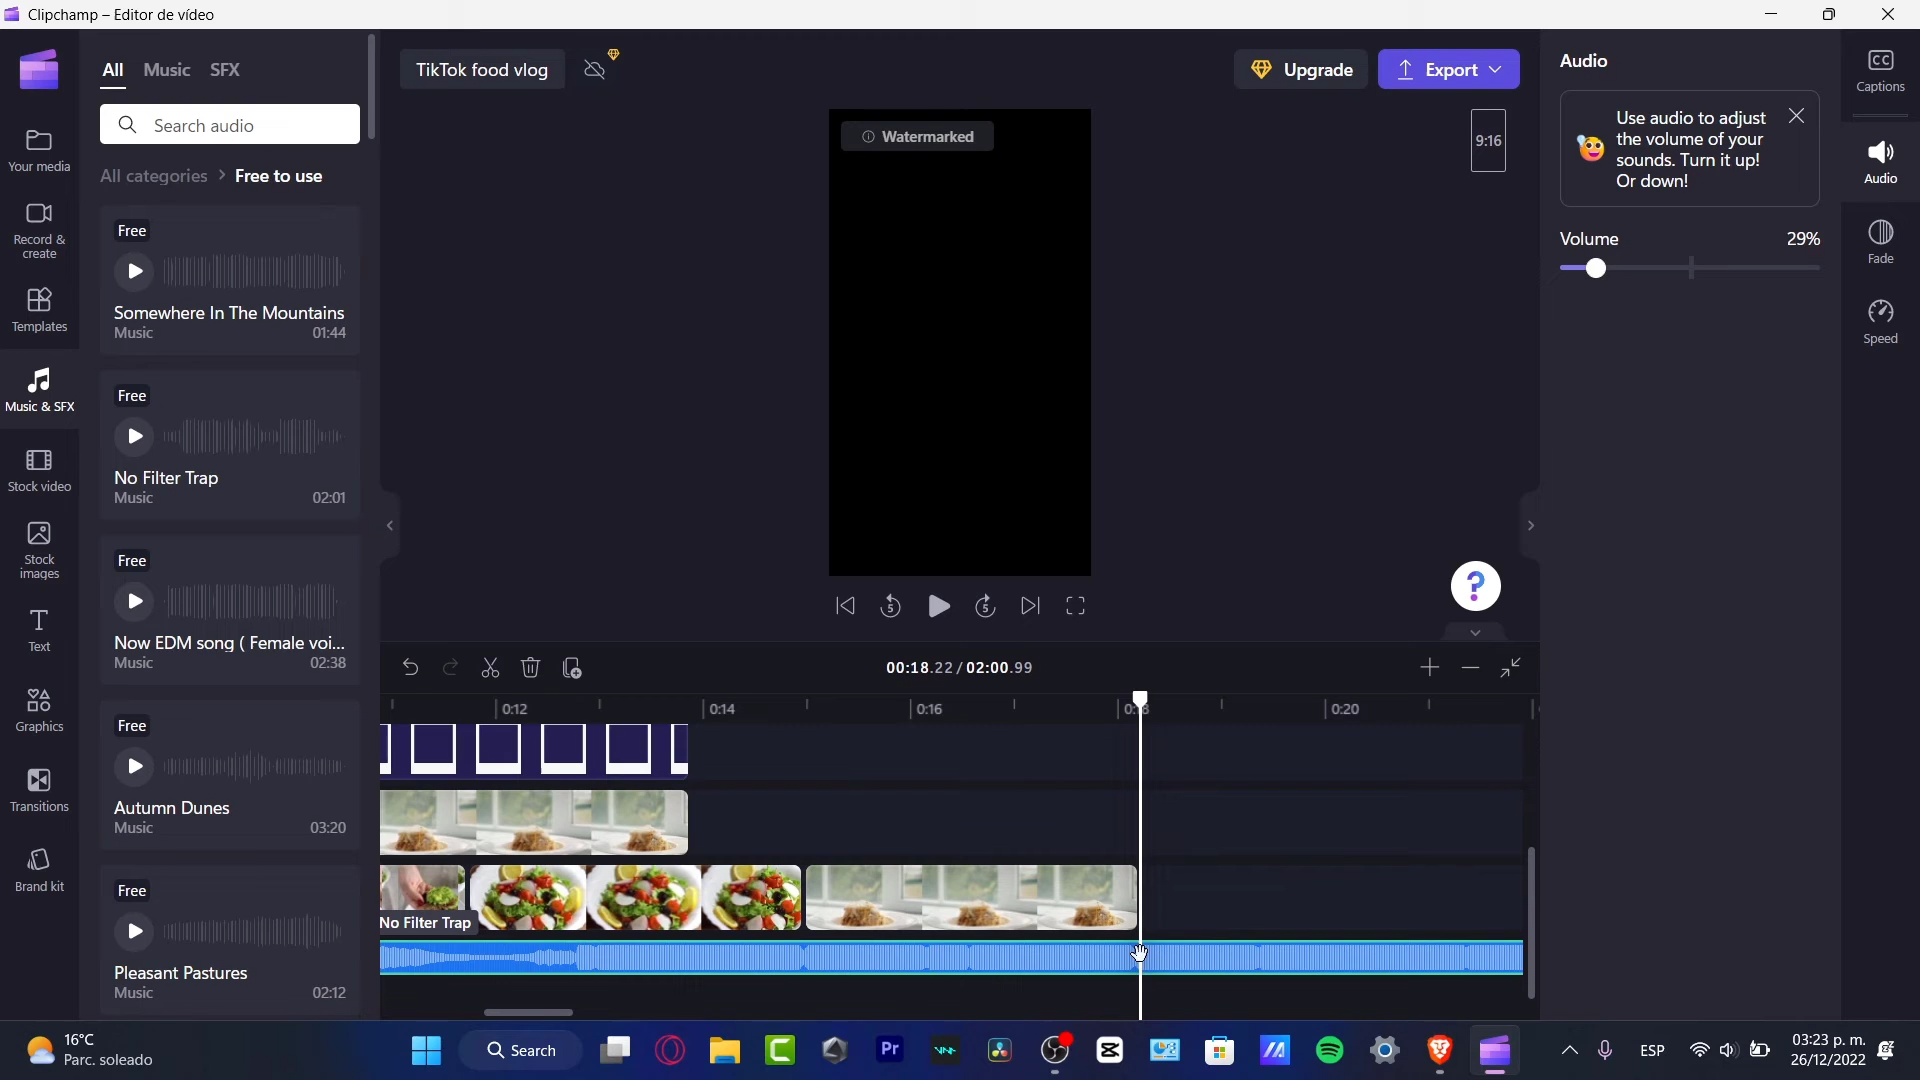 Clipchamp – Editor de vídeo
All Music SFX
Search audio
All categories > Free to use
Free
Somewhere In The Mountains
Music 01:44
Free
No Filter Trap
Music 02:01
Free
Now EDM song ( Female voi...
Music 02:38
Free
Autumn Dunes
Music 03:20
Free
Pleasant Pastures
Music 02:12
Your media
Record &
create
Templates
Music & SFX
Stock video
Stock
images
Text
Graphics
Transitions
Brand kit
TikTok food vlog
Upgrade
Export
Watermarked
9:16
5
5
?
00:18.22 / 02:00.99
0:12 0:14 0:16 0:18 0:20
No Filter Trap
Audio
Use audio to adjust
the volume of your
sounds. Turn it up!
Or down!
Volume 29%
CC
Captions
Audio
Fade
Speed
16°C
Parc. soleado
Search
Pr
ESP
03:23 p. m.
26/12/2022